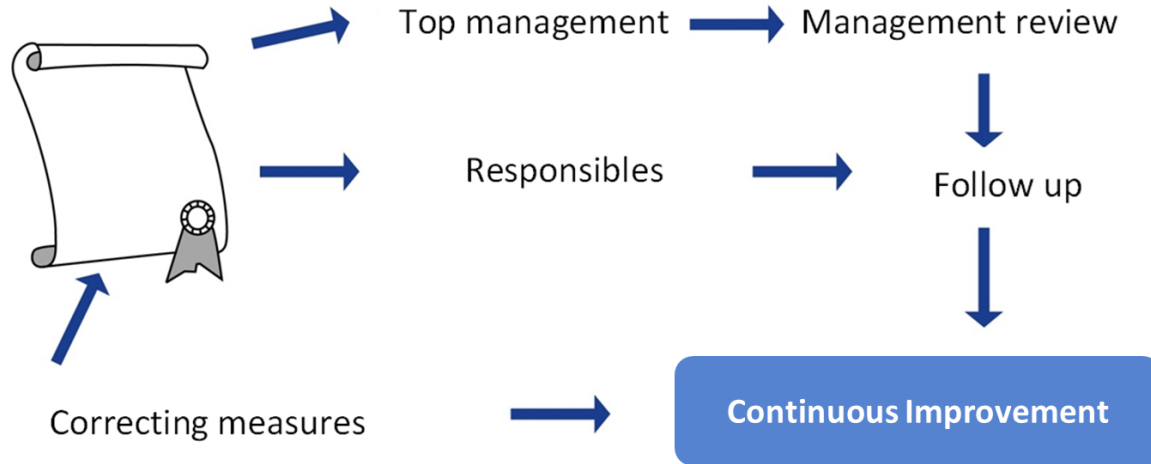 Top management
Management review
Responsibles
Follow up
Correcting measures
Continuous Improvement